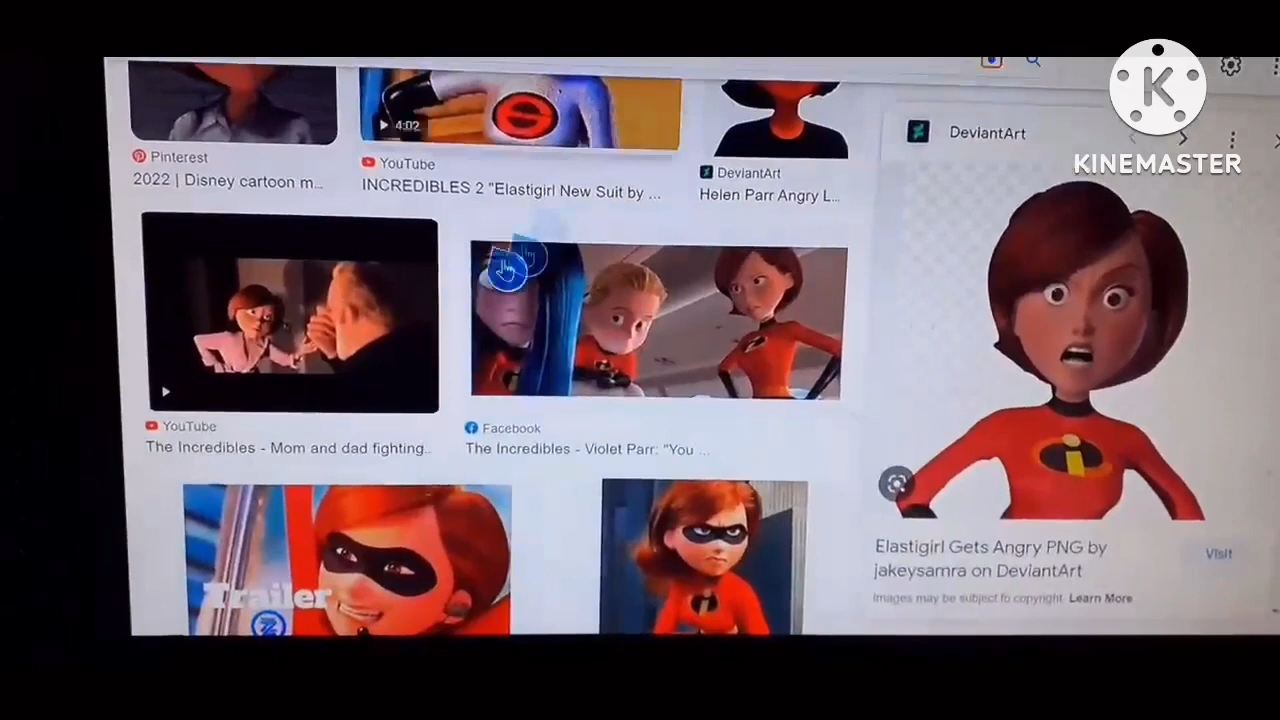 K
KINEMASTER
4:02
Pinterest
2022 | Disney cartoon m...
YouTube
INCREDIBLES 2 "Elastigirl New Suit by ...
DeviantArt
Helen Parr Angry L...
DeviantArt
YouTube
The Incredibles - Mom and dad fighting..
Facebook
The Incredibles - Violet Parr: "You ...
Trailer
Elastigirl Gets Angry PNG by
jakeysamra on DeviantArt
Visit
Images may be subject to copyright. Learn More